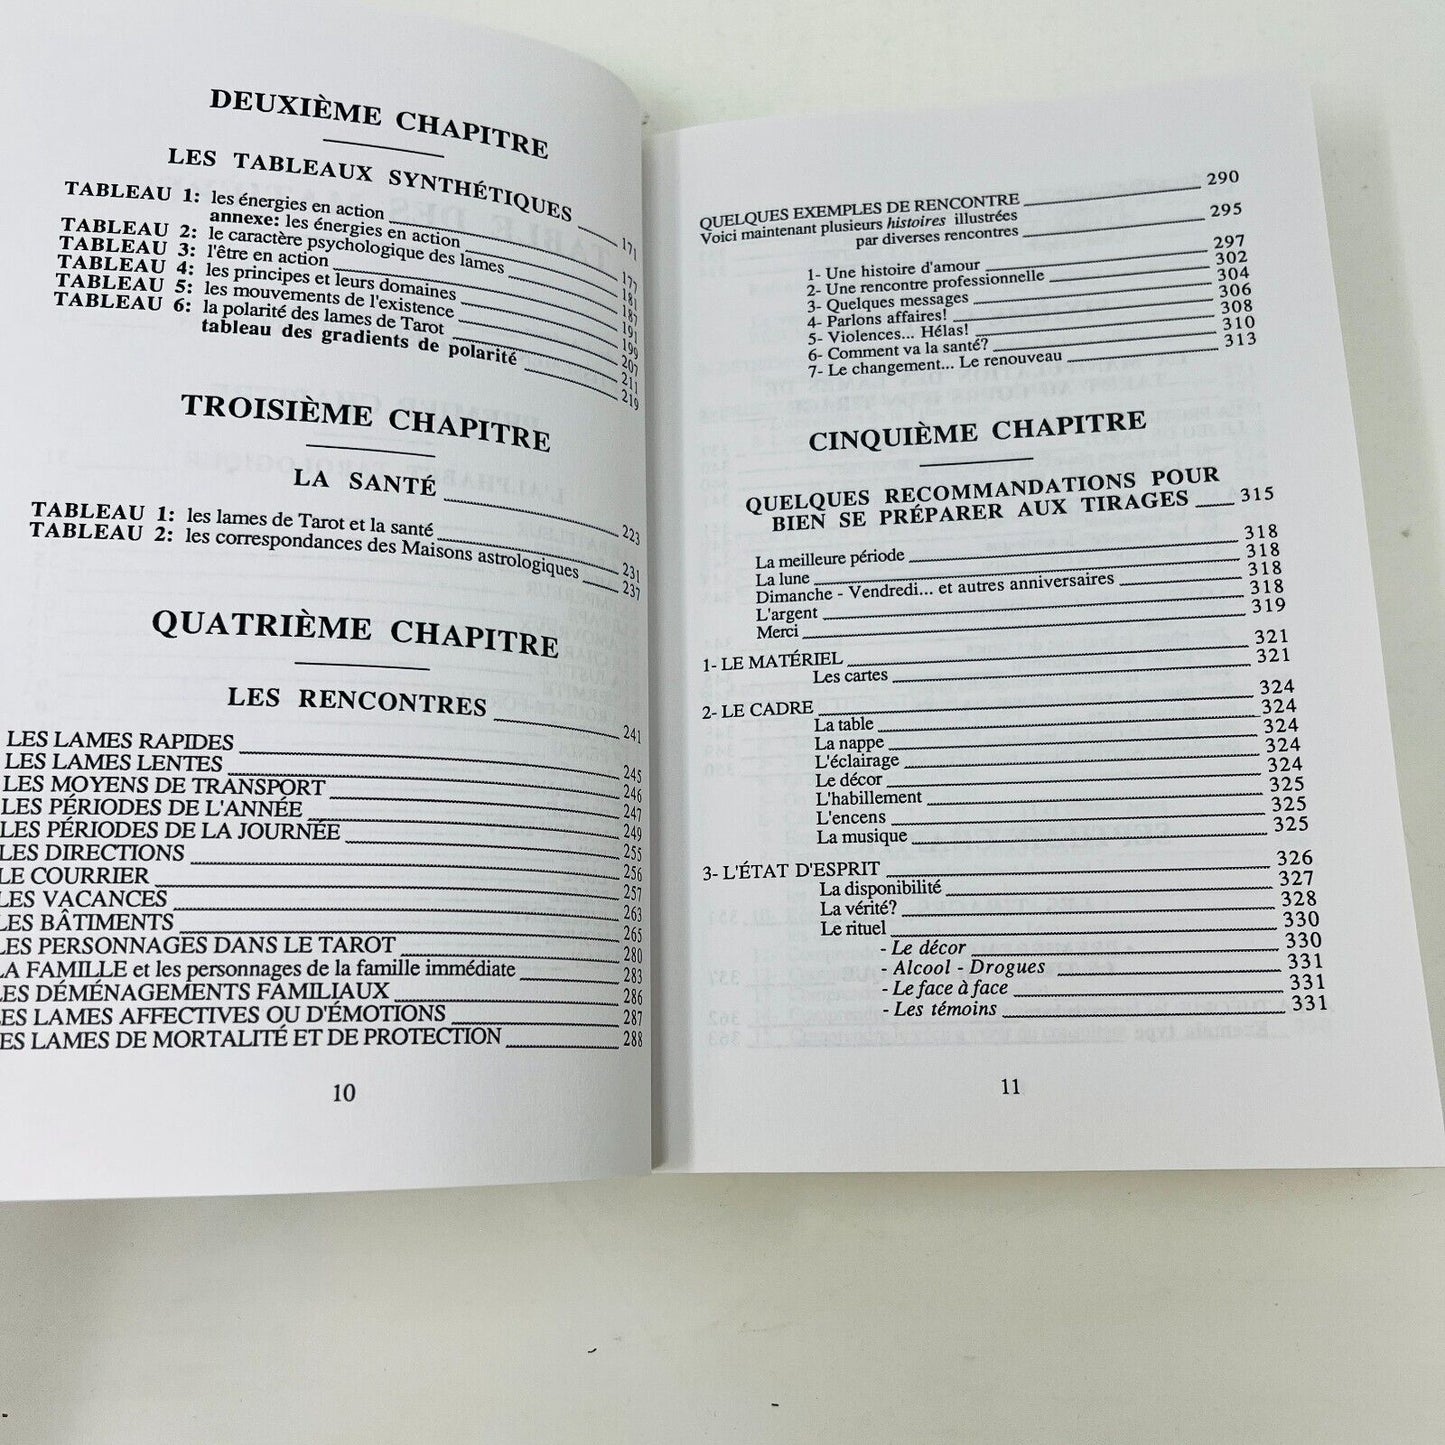 DEUXIÈME CHAPITRE
LES TABLEAUX SYNTHÉTIQUES 171
TABLEAU 1: les énergies en action 177
annexe: les énergies en action 181
TABLEAU 2: le caractère psychologique des lames 187
TABLEAU 3: l'être en action 191
TABLEAU 4: les principes et leurs domaines 199
TABLEAU 5: les mouvements de l'existence 207
TABLEAU 6: la polarité des lames de Tarot 211
tableau des gradients de polarité 219
TROISIÈME CHAPITRE
LA SANTÉ 223
TABLEAU 1: les lames de Tarot et la santé 231
TABLEAU 2: les correspondances des Maisons astrologiques 237
QUATRIÈME CHAPITRE
LES RENCONTRES 241
LES LAMES RAPIDES 245
LES LAMES LENTES 246
LES MOYENS DE TRANSPORT 247
LES PÉRIODES DE L'ANNÉE 249
LES PÉRIODES DE LA JOURNÉE 255
LES DIRECTIONS 256
LE COURRIER 257
LES VACANCES 263
LES BÂTIMENTS 265
LES PERSONNAGES DANS LE TAROT 280
LA FAMILLE et les personnages de la famille immédiate 283
LES DÉMÉNAGEMENTS FAMILIAUX 286
LES LAMES AFFECTIVES OU D'ÉMOTIONS 287
LES LAMES DE MORTALITÉ ET DE PROTECTION 288
10
QUELQUES EXEMPLES DE RENCONTRE 290
Voici maintenant plusieurs histoires illustrées
par diverses rencontres 295
1- Une histoire d'amour 297
2- Une rencontre professionnelle 302
3- Quelques messages 304
4- Parlons affaires! 306
5- Violences... Hélas! 308
6- Comment va la santé? 310
7- Le changement... Le renouveau 313
CINQUIÈME CHAPITRE
QUELQUES RECOMMANDATIONS POUR
BIEN SE PRÉPARER AUX TIRAGES 315
La meilleure période 318
La lune 318
Dimanche - Vendredi... et autres anniversaires 318
L'argent 318
Merci 319
1- LE MATÉRIEL 321
Les cartes 321
2- LE CADRE 324
La table 324
La nappe 324
L'éclairage 324
Le décor 324
L'habillement 325
L'encens 325
La musique 325
3- L'ÉTAT D'ESPRIT 326
La disponibilité 327
La vérité? 328
Le rituel 330
- Le décor 330
- Alcool - Drogues 331
- Le face à face 331
- Les témoins 331
11